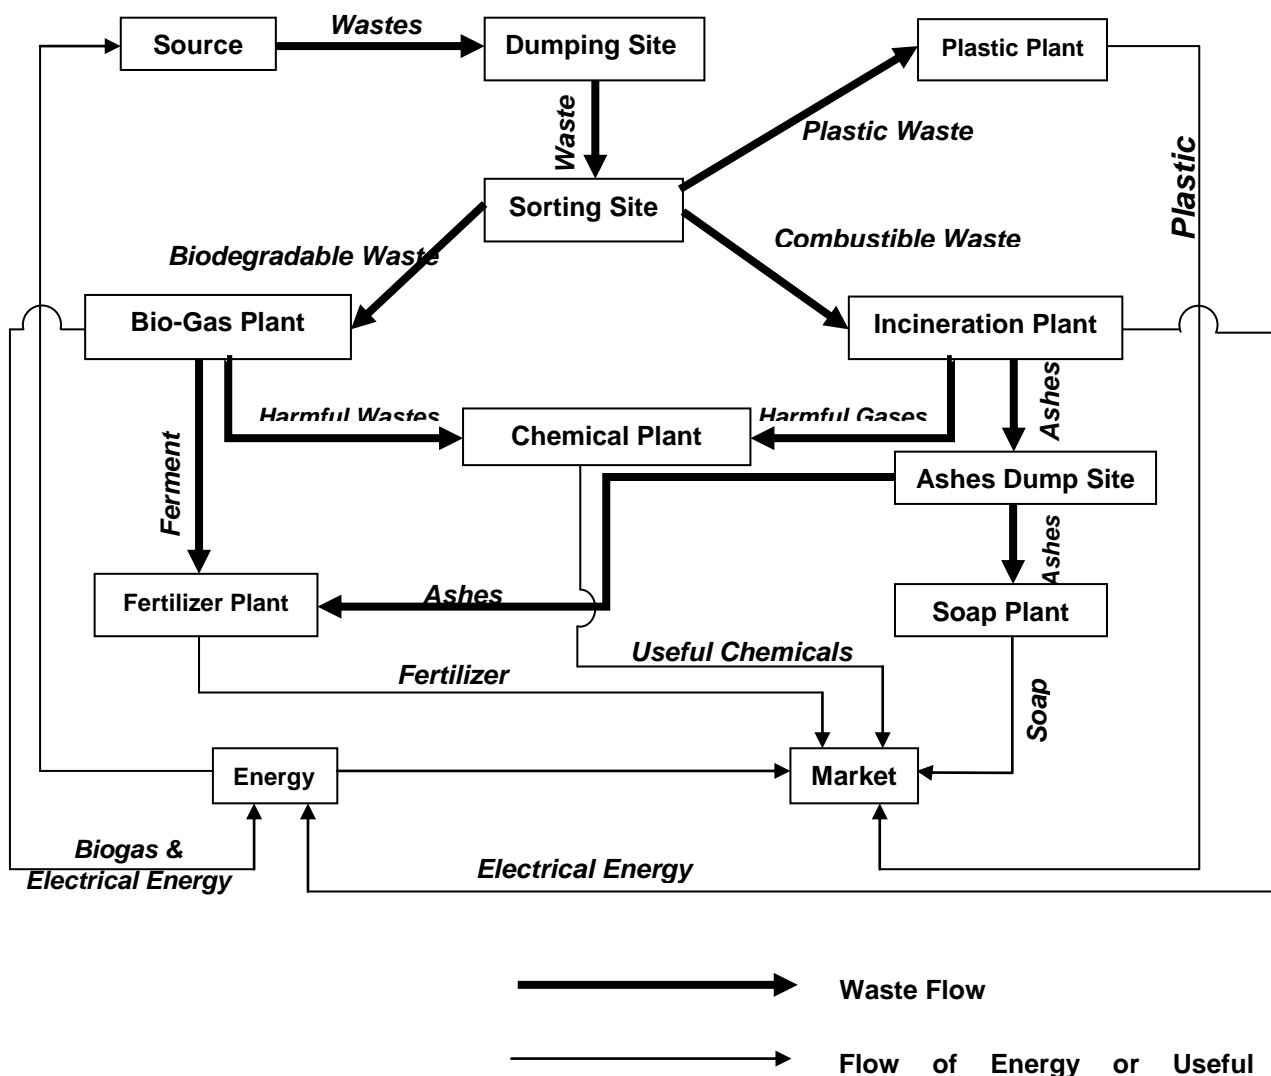 Wastes
Source
Dumping Site
Plastic Plant
Waste
Plastic Waste
Plastic
Sorting Site
Combustible Waste
Biodegradable Waste
Bio-Gas Plant
Incineration Plant
Ashes
Harmful Wastes
Harmful Gases
Chemical Plant
Ferment
Ashes Dump Site
Ashes
Fertilizer Plant
Ashes
Soap Plant
Useful Chemicals
Fertilizer
Soap
Energy
Market
Biogas &
Electrical Energy
Electrical Energy
Waste Flow
Flow of Energy or Useful